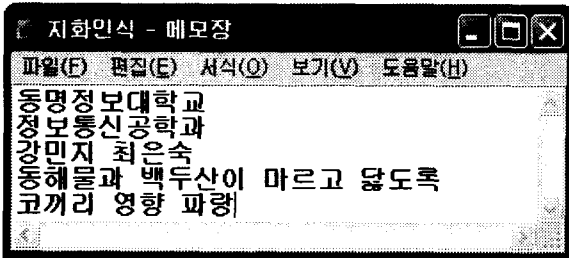 지화인식 - 메모장
파일(F) 편집(E) 서식(O) 보기(V) 도움말(H)
동명정보대학교
정보통신공학과
강민지 최은숙
동해물과 백두산이 마르고 닳도록
코끼리 영향 파랑